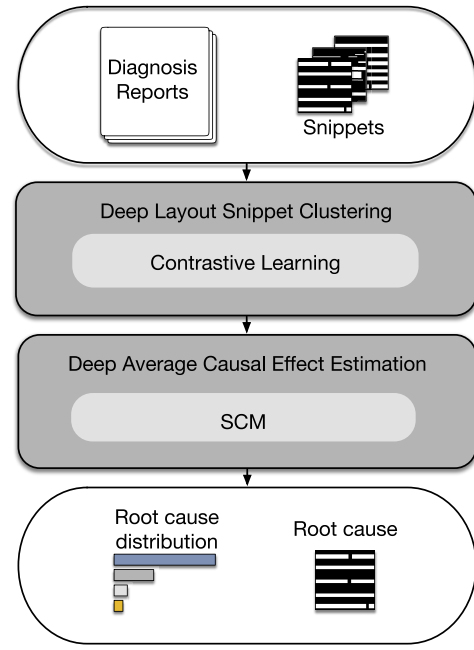 Diagnosis
Reports
Snippets
Deep Layout Snippet Clustering
Contrastive Learning
Deep Average Causal Effect Estimation
SCM
Root cause
distribution
Root cause